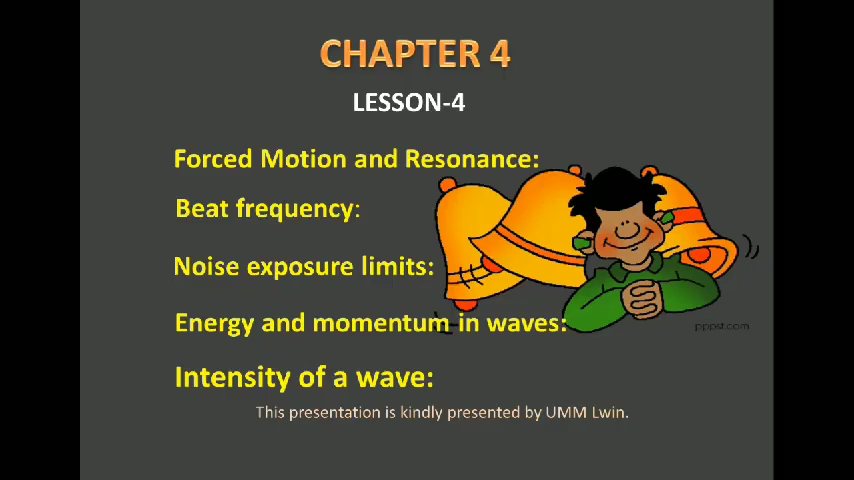 CHAPTER 4
LESSON-4
Forced Motion and Resonance:
Beat frequency:
Noise exposure limits:
Energy and momentum in waves:
pppst.com
Intensity of a wave:
This presentation is kindly presented by UMM Lwin.